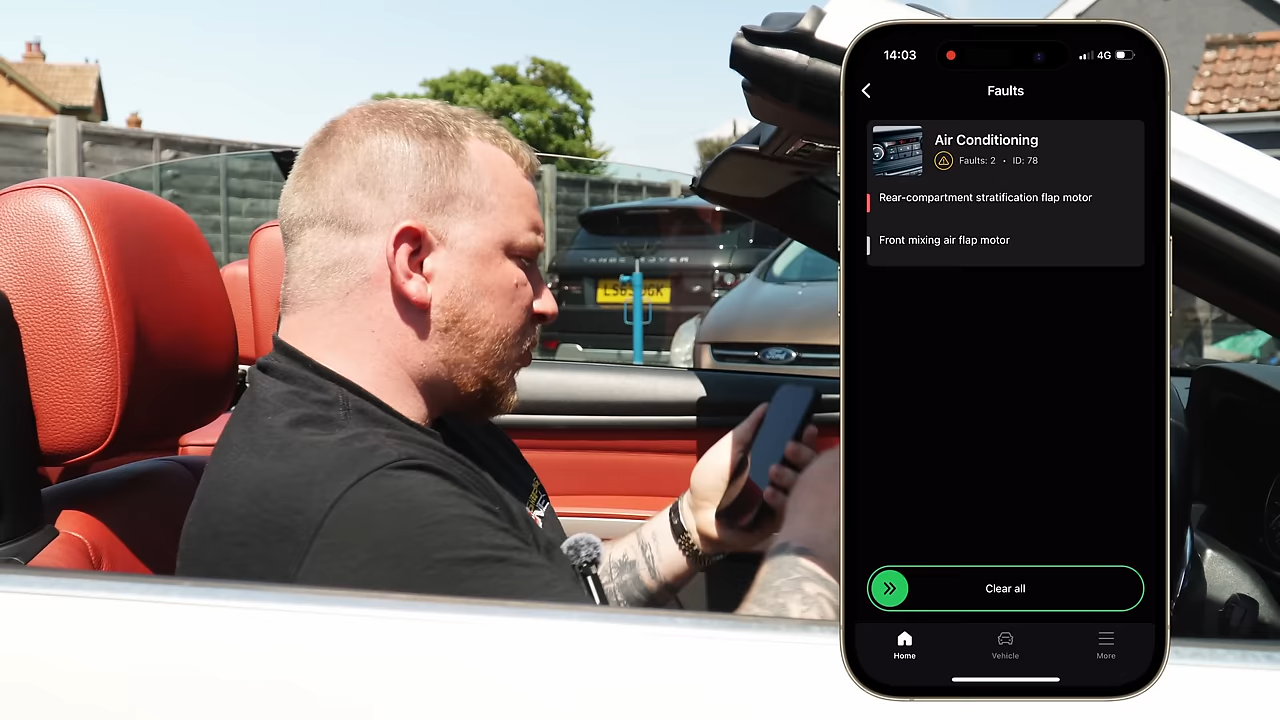 14:03
4G
Faults
Air Conditioning
Faults: 2 • ID: 78
Rear-compartment stratification flap motor
Front mixing air flap motor
Clear all
Home
Vehicle
More
Ford